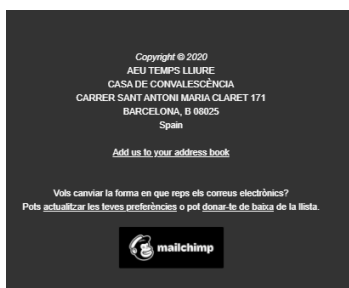 Copyright © 2020
AEU TEMPS LLIURE
CASA DE CONVALESCÈNCIA
CARRER SANT ANTONI MARIA CLARET 171
BARCELONA, B 08025
Spain
Add us to your address book
Vols canviar la forma en que reps els correus electrònics?
Pots actualitzar les teves preferències o pot donar-te de baixa de la llista.
mailchimp